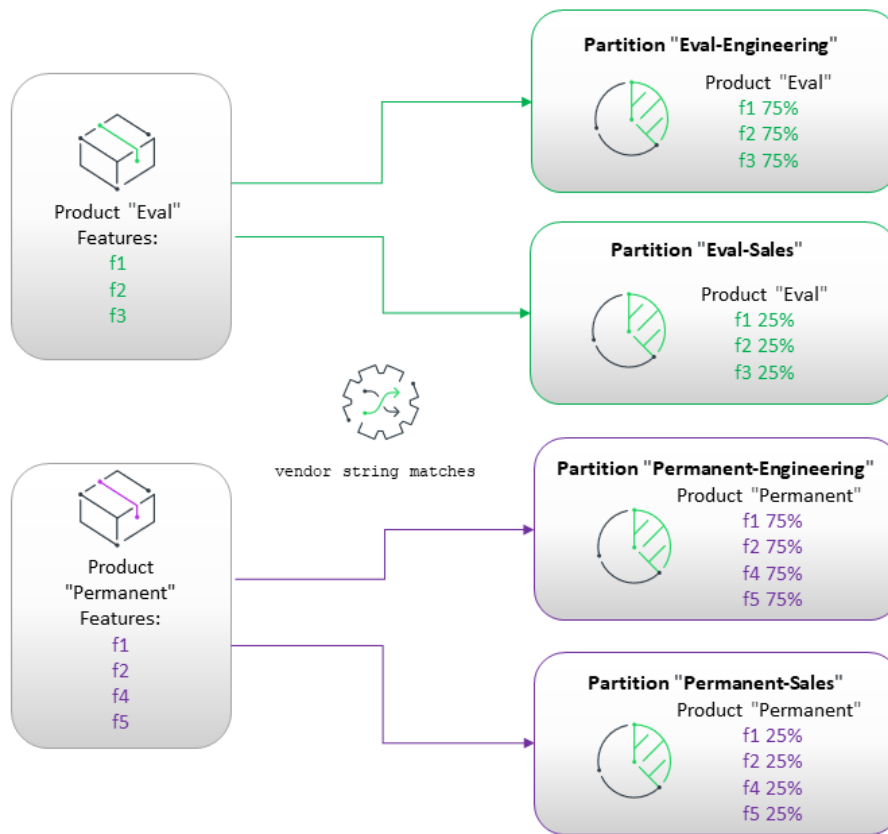 Partition "Eval-Engineering"
Product "Eval"
f1 75%
f2 75%
f3 75%
Product "Eval"
Features:
f1
f2
f3
Partition "Eval-Sales"
Product "Eval"
f1 25%
f2 25%
f3 25%
vendor string matches
Partition "Permanent-Engineering"
Product "Permanent"
f1 75%
f2 75%
f4 75%
f5 75%
Product
"Permanent"
Features:
f1
f2
f4
f5
Partition "Permanent-Sales"
Product "Permanent"
f1 25%
f2 25%
f4 25%
f5 25%